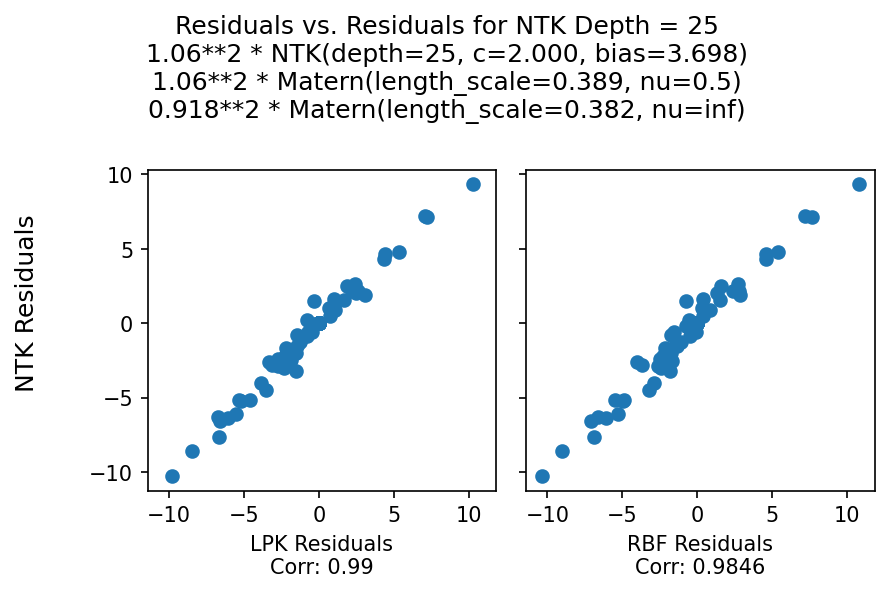 Residuals vs. Residuals for NTK Depth = 25
1.06**2 * NTK(depth=25, c=2.000, bias=3.698)
1.06**2 * Matern(length_scale=0.389, nu=0.5)
0.918**2 * Matern(length_scale=0.382, nu=inf)
NTK Residuals
10
5
0
−5
−10
−10 −5 0 5 10
LPK Residuals
Corr: 0.99
−10 −5 0 5 10
RBF Residuals
Corr: 0.9846